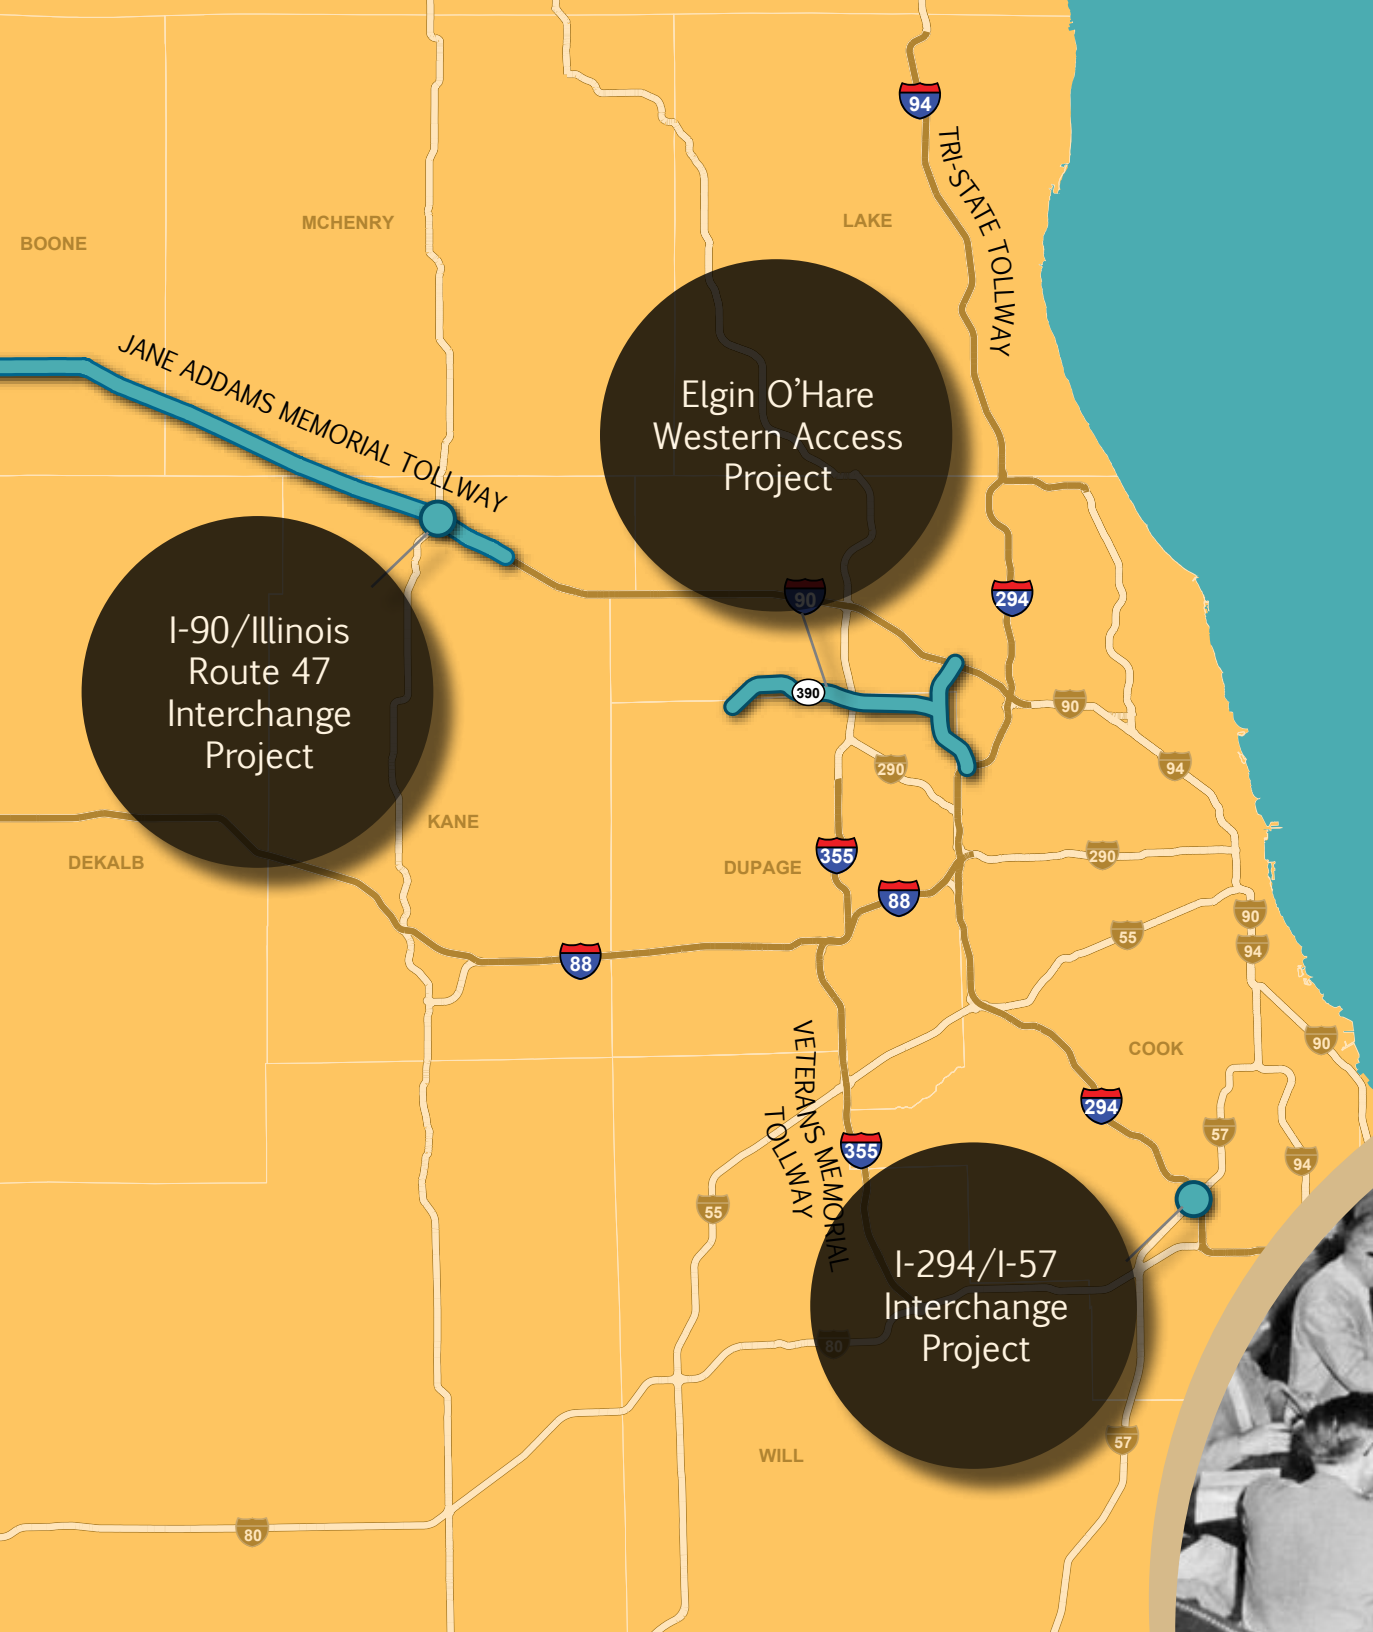 94
TRI-STATE TOLLWAY
MCHENRY
LAKE
BOONE
JANE ADDAMS MEMORIAL TOLLWAY
Elgin O’Hare
Western Access
Project
90
294
I-90/Illinois
Route 47
Interchange
Project
390
90
290
94
KANE
DEKALB
DUPAGE
355
290
88
90
55
94
88
VETERANS MEMORIAL
TOLLWAY
COOK
90
294
57
355
94
55
I-294/I-57
Interchange
Project
80
57
WILL
80